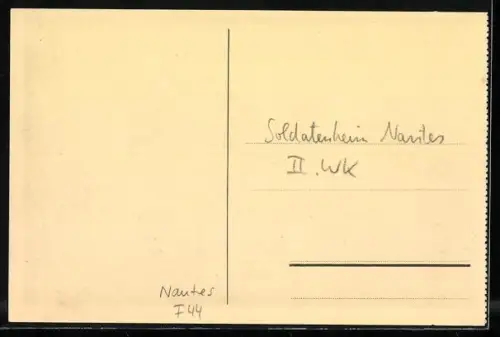 Soldatenheim Nantes
II. WK
Nantes
F44